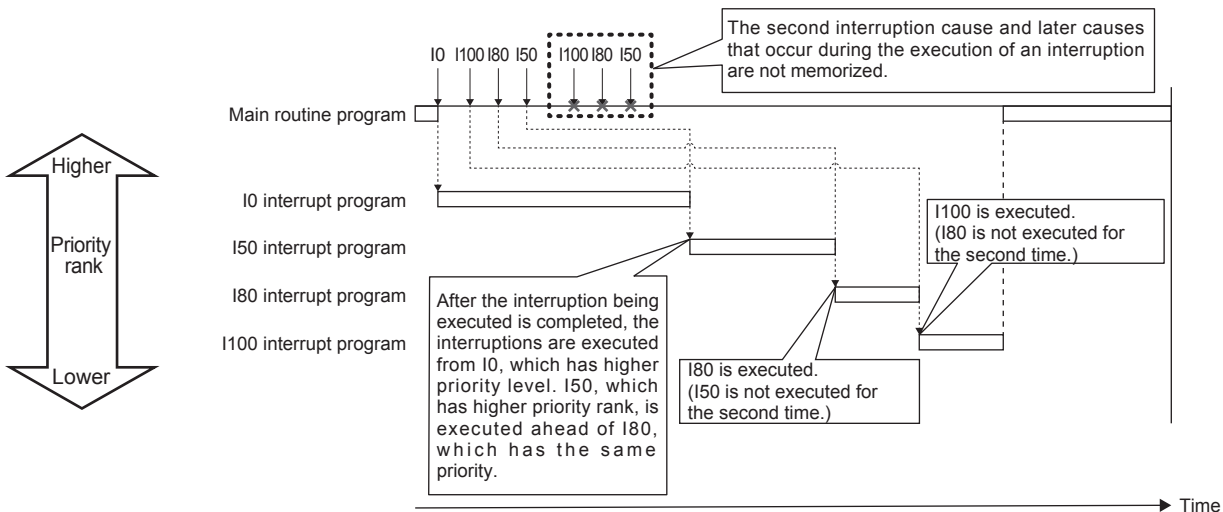 The second interruption cause and later causes
that occur during the execution of an interruption
are not memorized.
I0 I100 I80 I50 I100 I80 I50
Main routine program
Higher
Priority
rank
Lower
I0 interrupt program
I50 interrupt program
I80 interrupt program
I100 interrupt program
I100 is executed.
(I80 is not executed for
the second time.)
After the interruption being
executed is completed, the
interruptions are executed
from I0, which has higher
priority level. I50, which
has higher priority rank, is
executed ahead of I80,
which has the same
priority.
I80 is executed.
(I50 is not executed for
the second time.)
Time